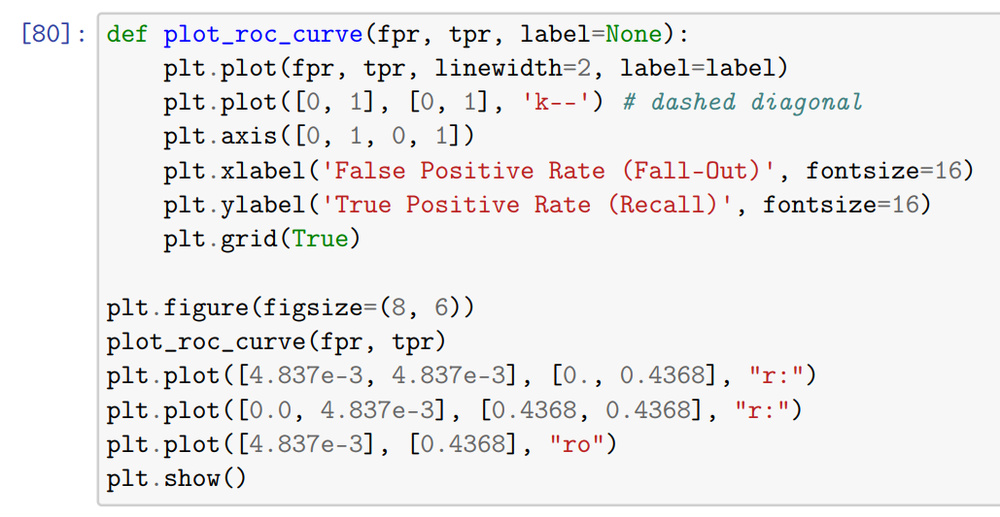 [80]: def plot_roc_curve(fpr, tpr, label=None):
    plt.plot(fpr, tpr, linewidth=2, label=label)
    plt.plot([0, 1], [0, 1], 'k--') # dashed diagonal
    plt.axis([0, 1, 0, 1])
    plt.xlabel('False Positive Rate (Fall-Out)', fontsize=16)
    plt.ylabel('True Positive Rate (Recall)', fontsize=16)
    plt.grid(True)

plt.figure(figsize=(8, 6))
plot_roc_curve(fpr, tpr)
plt.plot([4.837e-3, 4.837e-3], [0., 0.4368], "r:")
plt.plot([0.0, 4.837e-3], [0.4368, 0.4368], "r:")
plt.plot([4.837e-3], [0.4368], "ro")
plt.show()